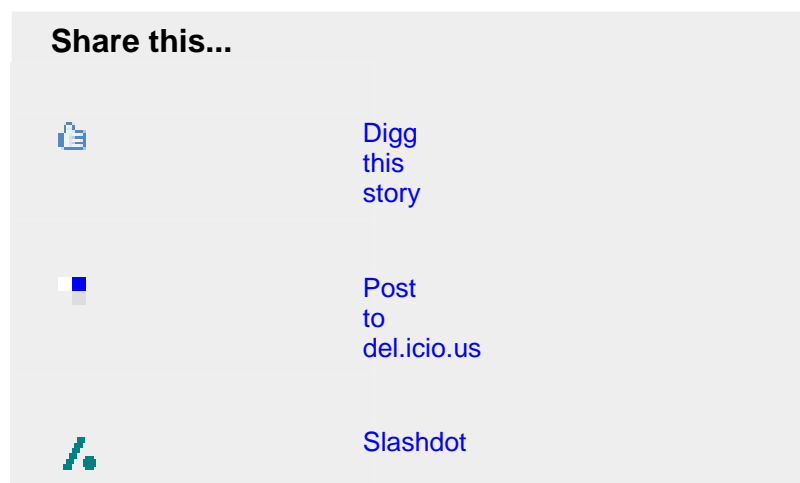 Share this...
Digg
this
story
Post
to
del.icio.us
Slashdot